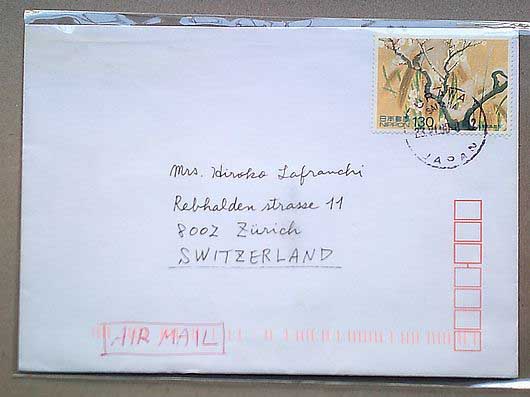 日本郵便
NIPPON 130
JAPAN
Mrs. Hiroko Lafranchi
Rebhalden strasse 11
8002 Zürich
SWITZERLAND
AIR MAIL